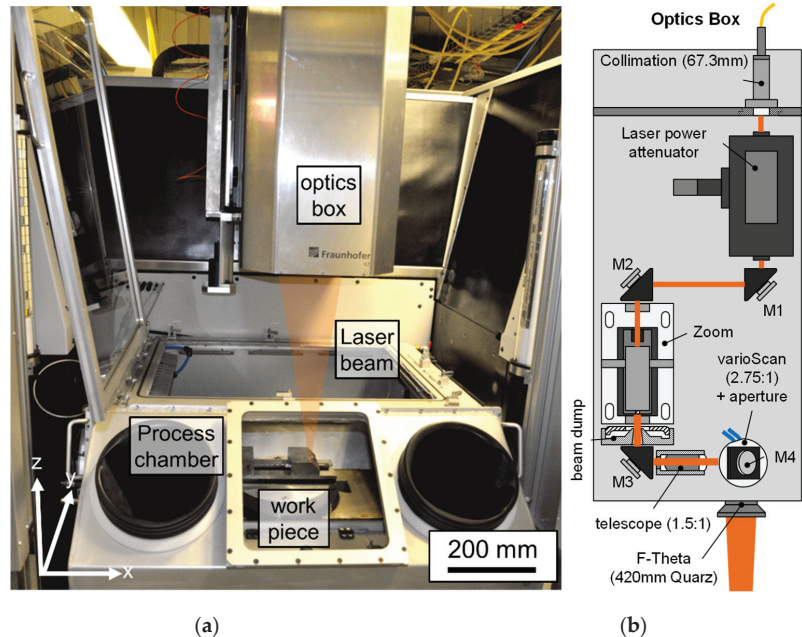 optics
box
Fraunhofer
Laser
beam
Process
chamber
work
piece
z
y
x
200 mm
(a)
Optics Box
Collimation (67.3mm)
Laser power
attenuator
M2
M1
Zoom
varioScan
(2.75:1)
+ aperture
beam dump
M4
M3
telescope (1.5:1)
F-Theta
(420mm Quarz)
(b)